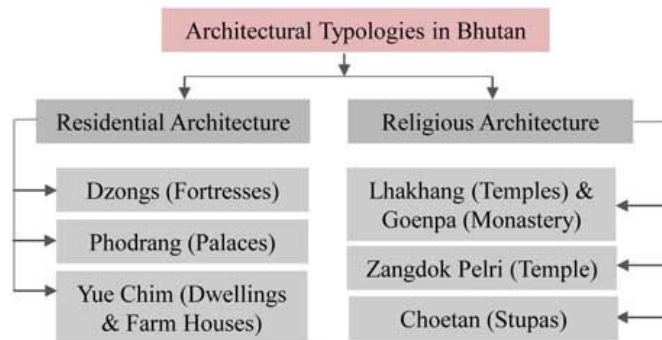 Architectural Typologies in Bhutan
Residential Architecture
Dzongs (Fortresses)
Phodrang (Palaces)
Yue Chim (Dwellings
& Farm Houses)
Religious Architecture
Lhakhang (Temples) &
Goenpa (Monastery)
Zangdok Pelri (Temple)
Choetan (Stupas)